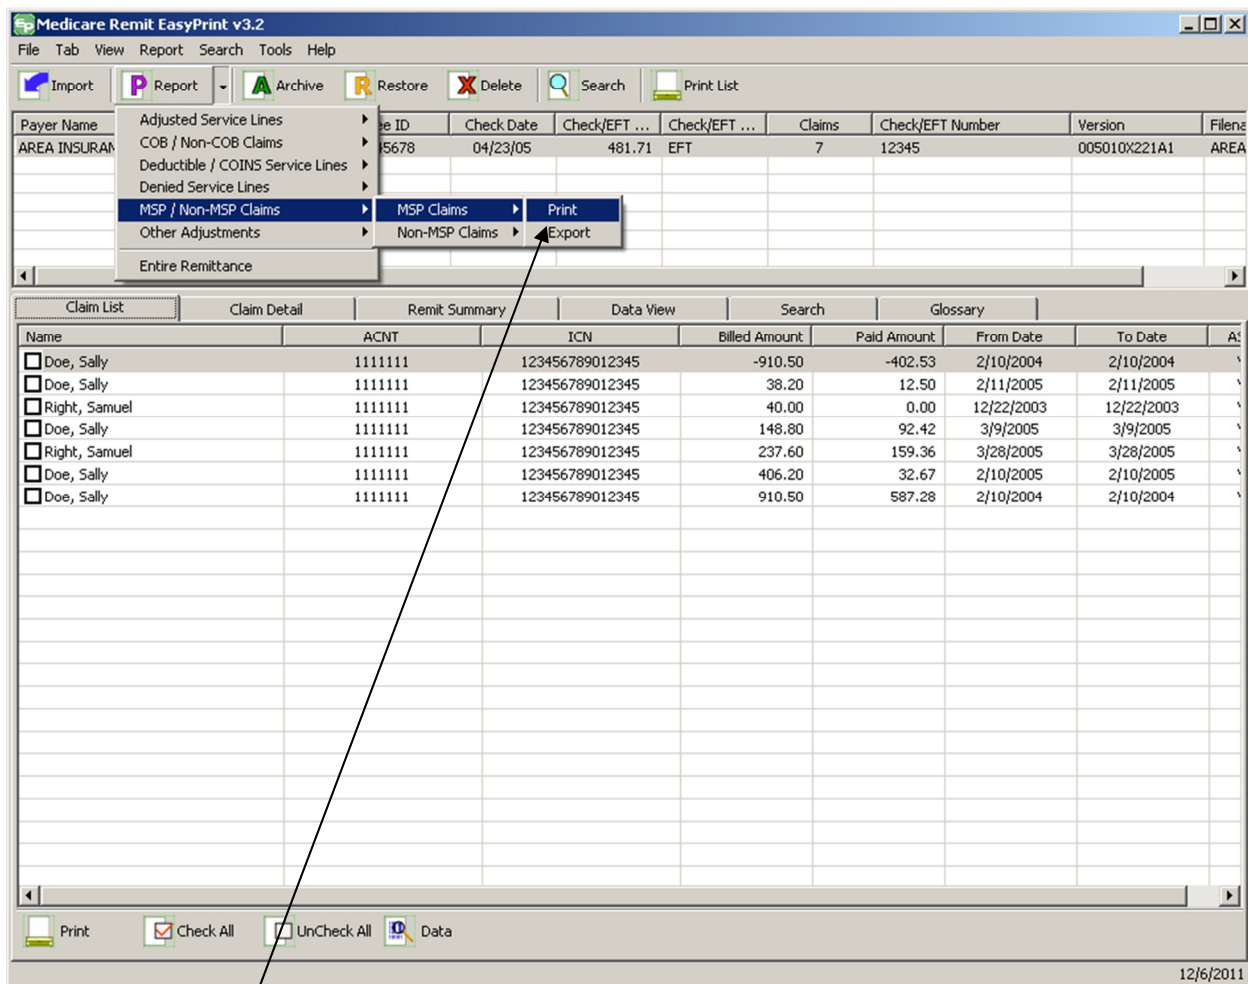 Medicare Remit EasyPrint v3.2
File Tab View Report Search Tools Help
Import Report Archive Restore Delete Search Print List
Payer Name ee ID Check Date Check/EFT ... Check/EFT ... Claims Check/EFT Number Version Filena
AREA INSURAN 45678 04/23/05 481.71 EFT 7 12345 005010X221A1 AREA
Adjusted Service Lines
COB / Non-COB Claims
Deductible / COINS Service Lines
Denied Service Lines
MSP / Non-MSP Claims MSP Claims Print
Other Adjustments Non-MSP Claims Export
Entire Remittance
Claim List Claim Detail Remit Summary Data View Search Glossary
Name ACNT ICN Billed Amount Paid Amount From Date To Date AS
Doe, Sally 1111111 123456789012345 -910.50 -402.53 2/10/2004 2/10/2004
Doe, Sally 1111111 123456789012345 38.20 12.50 2/11/2005 2/11/2005
Right, Samuel 1111111 123456789012345 40.00 0.00 12/22/2003 12/22/2003
Doe, Sally 1111111 123456789012345 148.80 92.42 3/9/2005 3/9/2005
Right, Samuel 1111111 123456789012345 237.60 159.36 3/28/2005 3/28/2005
Doe, Sally 1111111 123456789012345 406.20 32.67 2/10/2005 2/10/2005
Doe, Sally 1111111 123456789012345 910.50 587.28 2/10/2004 2/10/2004
Print Check All UnCheck All Data
12/6/2011